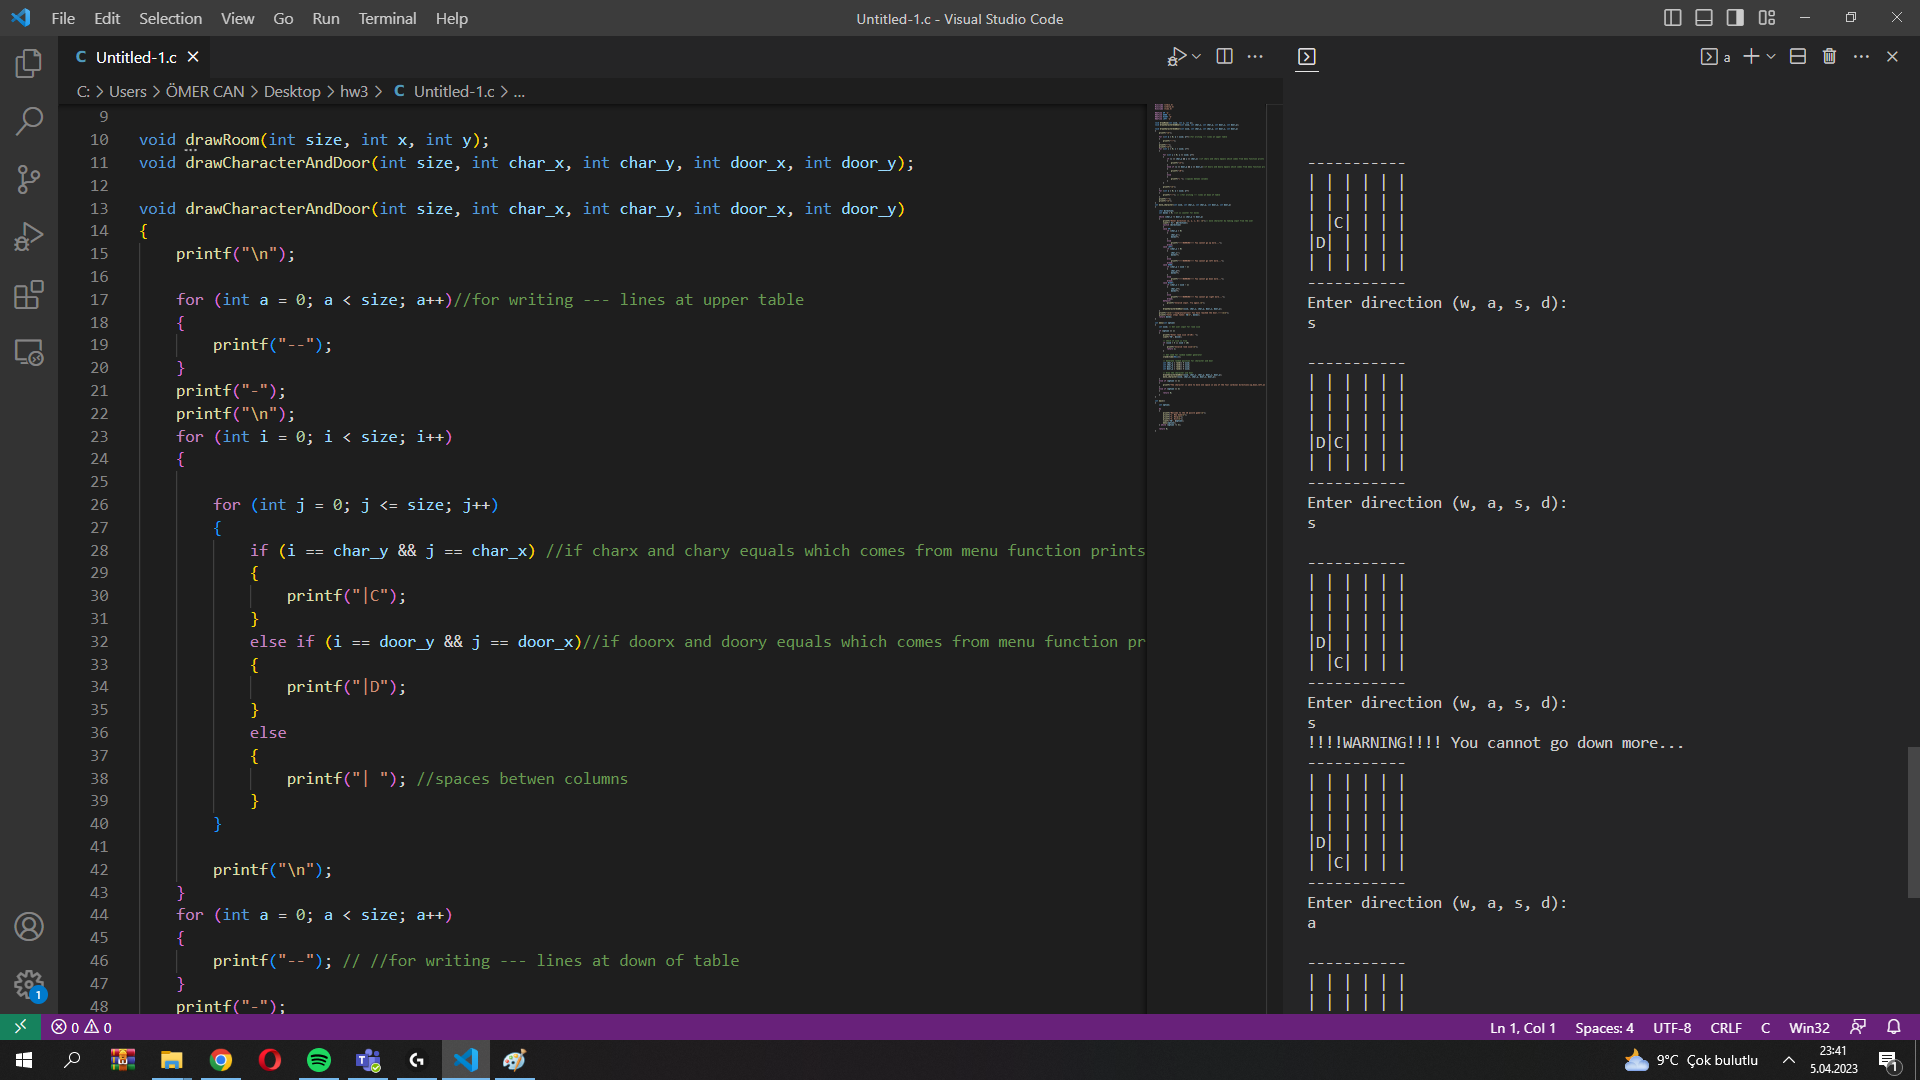 File Edit Selection View Go Run Terminal Help
Untitled-1.c - Visual Studio Code
C Untitled-1.c
C: > Users > ÖMER CAN > Desktop > hw3 > C Untitled-1.c > ...
9
10 void drawRoom(int size, int x, int y);
11 void drawCharacterAndDoor(int size, int char_x, int char_y, int door_x, int door_y);
12
13 void drawCharacterAndDoor(int size, int char_x, int char_y, int door_x, int door_y)
14 {
15 printf("\n");
16
17 for (int a = 0; a < size; a++)//for writing --- lines at upper table
18 {
19 printf("--");
20 }
21 printf("-");
22 printf("\n");
23 for (int i = 0; i < size; i++)
24 {
25
26 for (int j = 0; j <= size; j++)
27 {
28 if (i == char_y && j == char_x) //if charx and chary equals which comes from menu function prints
29 {
30 printf("|C");
31 }
32 else if (i == door_y && j == door_x)//if doorx and doory equals which comes from menu function pr
33 {
34 printf("|D");
35 }
36 else
37 {
38 printf("| "); //spaces betwen columns
39 }
40 }
41
42 printf("\n");
43 }
44 for (int a = 0; a < size; a++)
45 {
46 printf("--"); // //for writing --- lines at down of table
47 }
48 printf("-");
a
-----------
| | | | | |
| | | | | |
| |C| | | |
|D| | | | |
| | | | | |
-----------
Enter direction (w, a, s, d):
s
-----------
| | | | | |
| | | | | |
| | | | | |
|D|C| | | |
| | | | | |
-----------
Enter direction (w, a, s, d):
s
-----------
| | | | | |
| | | | | |
| | | | | |
|D| | | | |
| |C| | | |
-----------
Enter direction (w, a, s, d):
s
!!!!WARNING!!!! You cannot go down more...
-----------
| | | | | |
| | | | | |
| | | | | |
|D| | | | |
| |C| | | |
-----------
Enter direction (w, a, s, d):
a
-----------
| | | | | |
| | | | | |
1
0 0
Ln 1, Col 1 Spaces: 4 UTF-8 CRLF C Win32
9°C Çok bulutlu
23:41
5.04.2023
1